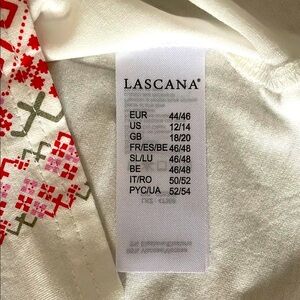 LASCANA®
EUR 44/46
US 12/14
GB 18/20
FR/ES/BE 46/48
SL/LU 46/48
BE 46/48
IT/RO 50/52
РУС/UA 52/54